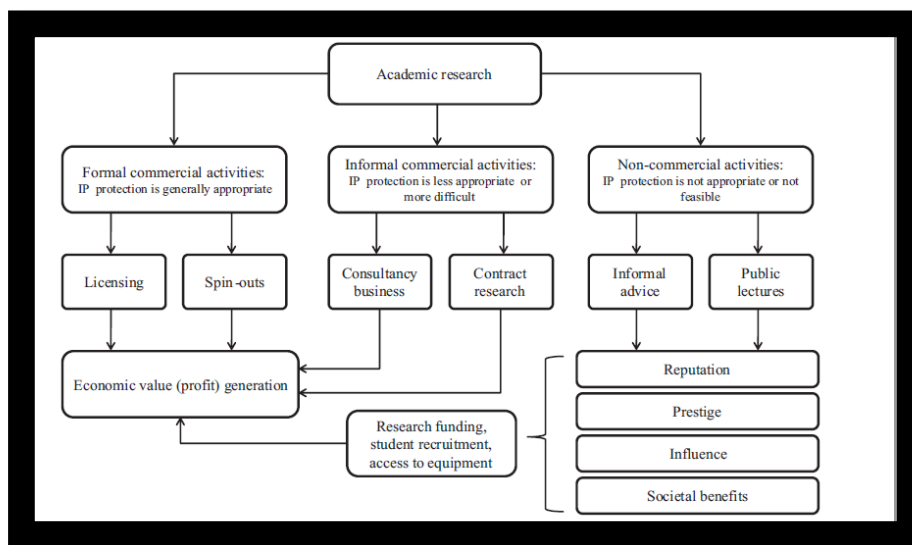 Academic research
Formal commercial activities:
IP protection is generally appropriate
Informal commercial activities:
IP protection is less appropriate or
more difficult
Non-commercial activities:
IP protection is not appropriate or not
feasible
Licensing
Spin-outs
Consultancy
business
Contract
research
Informal
advice
Public
lectures
Economic value (profit) generation
Research funding,
student recruitment,
access to equipment
Reputation
Prestige
Influence
Societal benefits